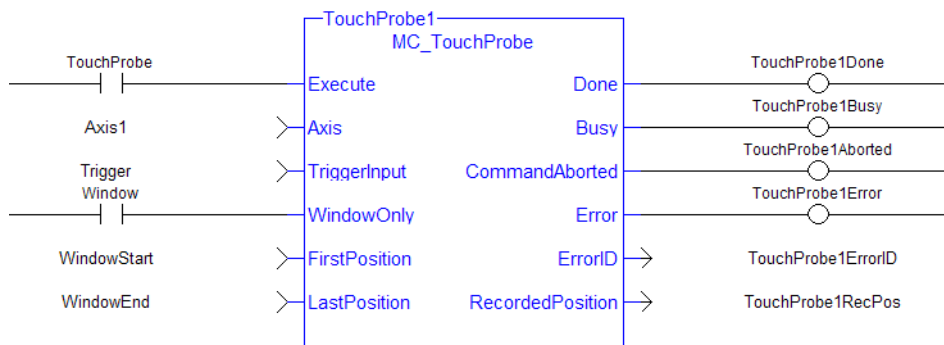 TouchProbe1
MC_TouchProbe
TouchProbe Execute Done TouchProbe1Done
Axis1 Axis Busy TouchProbe1Busy
Trigger TriggerInput CommandAborted TouchProbe1Aborted
Window WindowOnly Error TouchProbe1Error
WindowStart FirstPosition ErrorID TouchProbe1ErrorID
WindowEnd LastPosition RecordedPosition TouchProbe1RecPos